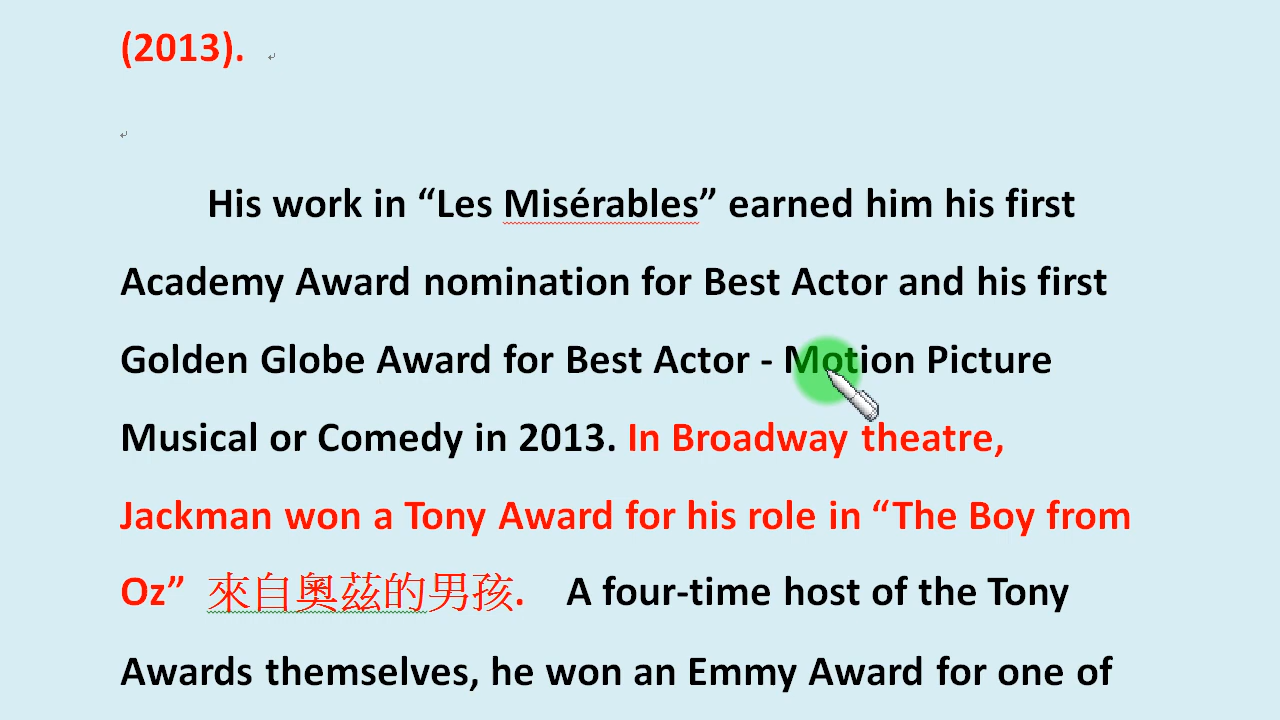 (2013).
His work in “Les Misérables” earned him his first
Academy Award nomination for Best Actor and his first
Golden Globe Award for Best Actor - Motion Picture
Musical or Comedy in 2013. In Broadway theatre,
Jackman won a Tony Award for his role in “The Boy from
Oz” 來自奧茲的男孩. A four-time host of the Tony
Awards themselves, he won an Emmy Award for one of